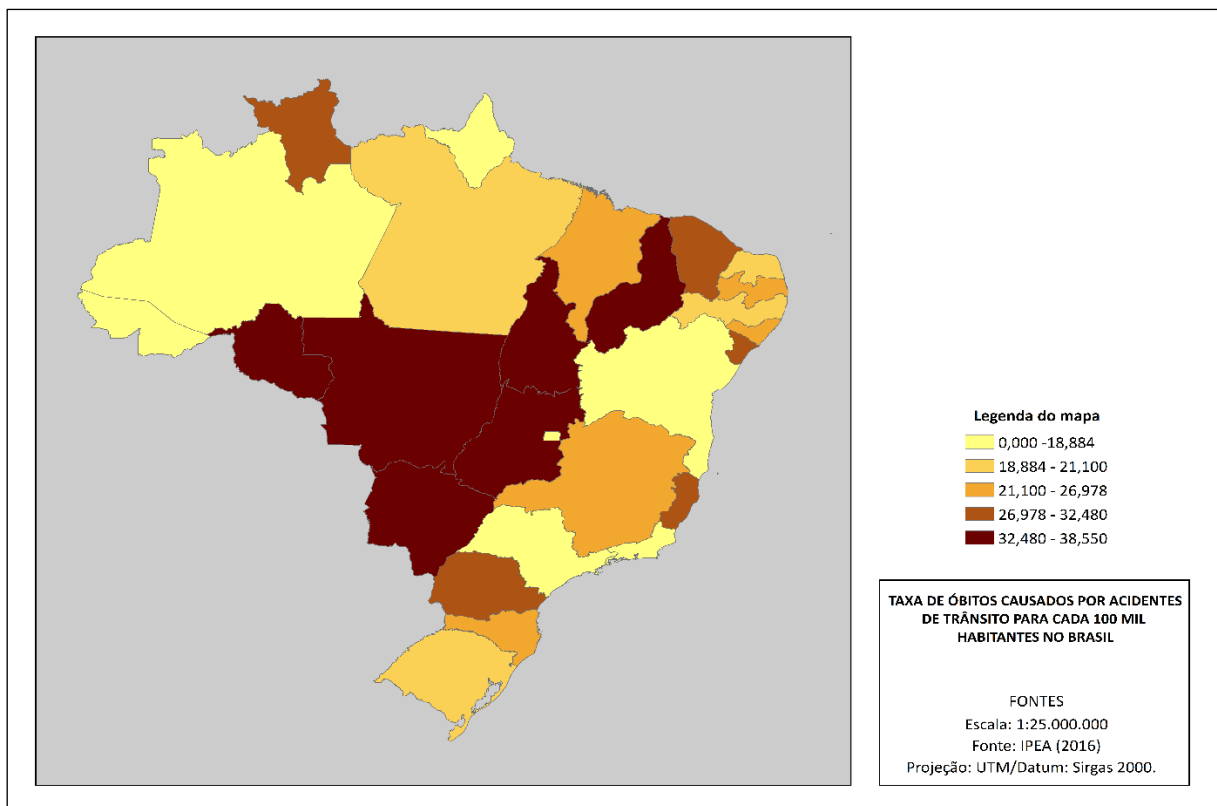 Legenda do mapa
0,000 -18,884
18,884 - 21,100
21,100 - 26,978
26,978 - 32,480
32,480 - 38,550
TAXA DE ÓBITOS CAUSADOS POR ACIDENTES
DE TRÂNSITO PARA CADA 100 MIL
HABITANTES NO BRASIL
FONTES
Escala: 1:25.000.000
Fonte: IPEA (2016)
Projeção: UTM/Datum: Sirgas 2000.